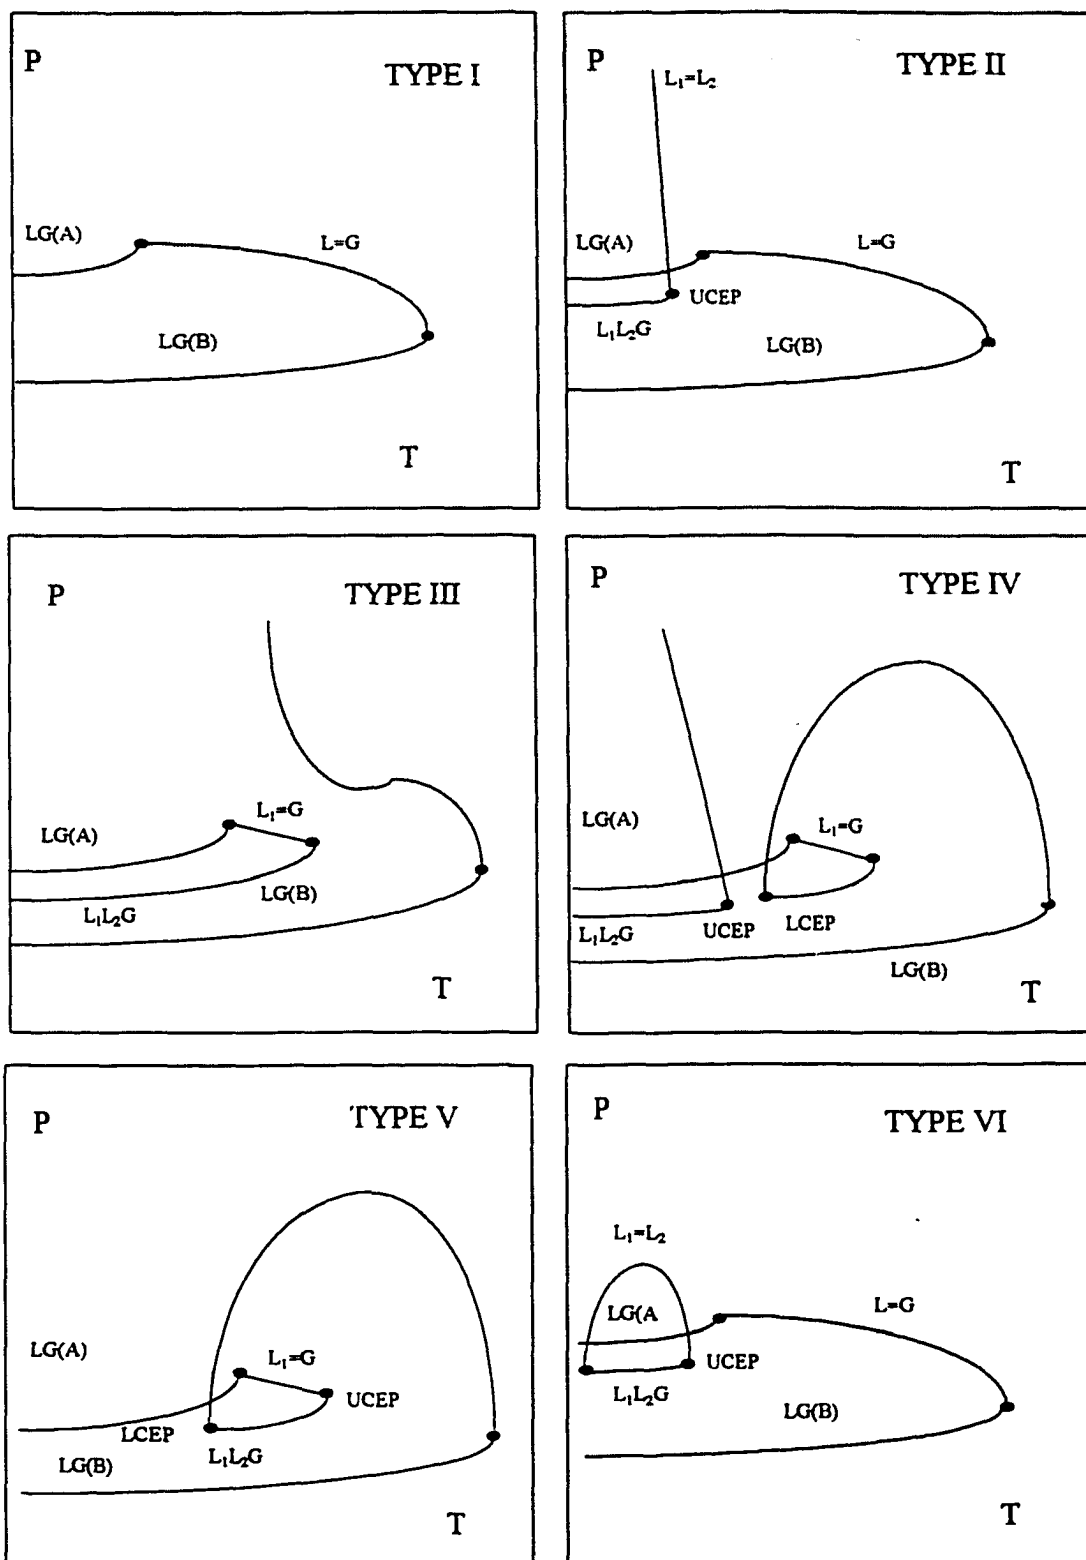 P
TYPE I
LG(A)
L=G
LG(B)
T
P
TYPE II
L₁=L₂
LG(A)
L=G
UCEP
L₁L₂G
LG(B)
T
P
TYPE III
L₁=G
LG(A)
LG(B)
L₁L₂G
T
P
TYPE IV
LG(A)
L₁=G
L₁L₂G
UCEP
LCEP
LG(B)
T
P
TYPE V
LG(A)
L₁=G
UCEP
LCEP
L₁L₂G
LG(B)
T
P
TYPE VI
L₁=L₂
L=G
LG(A
UCEP
L₁L₂G
LG(B)
T